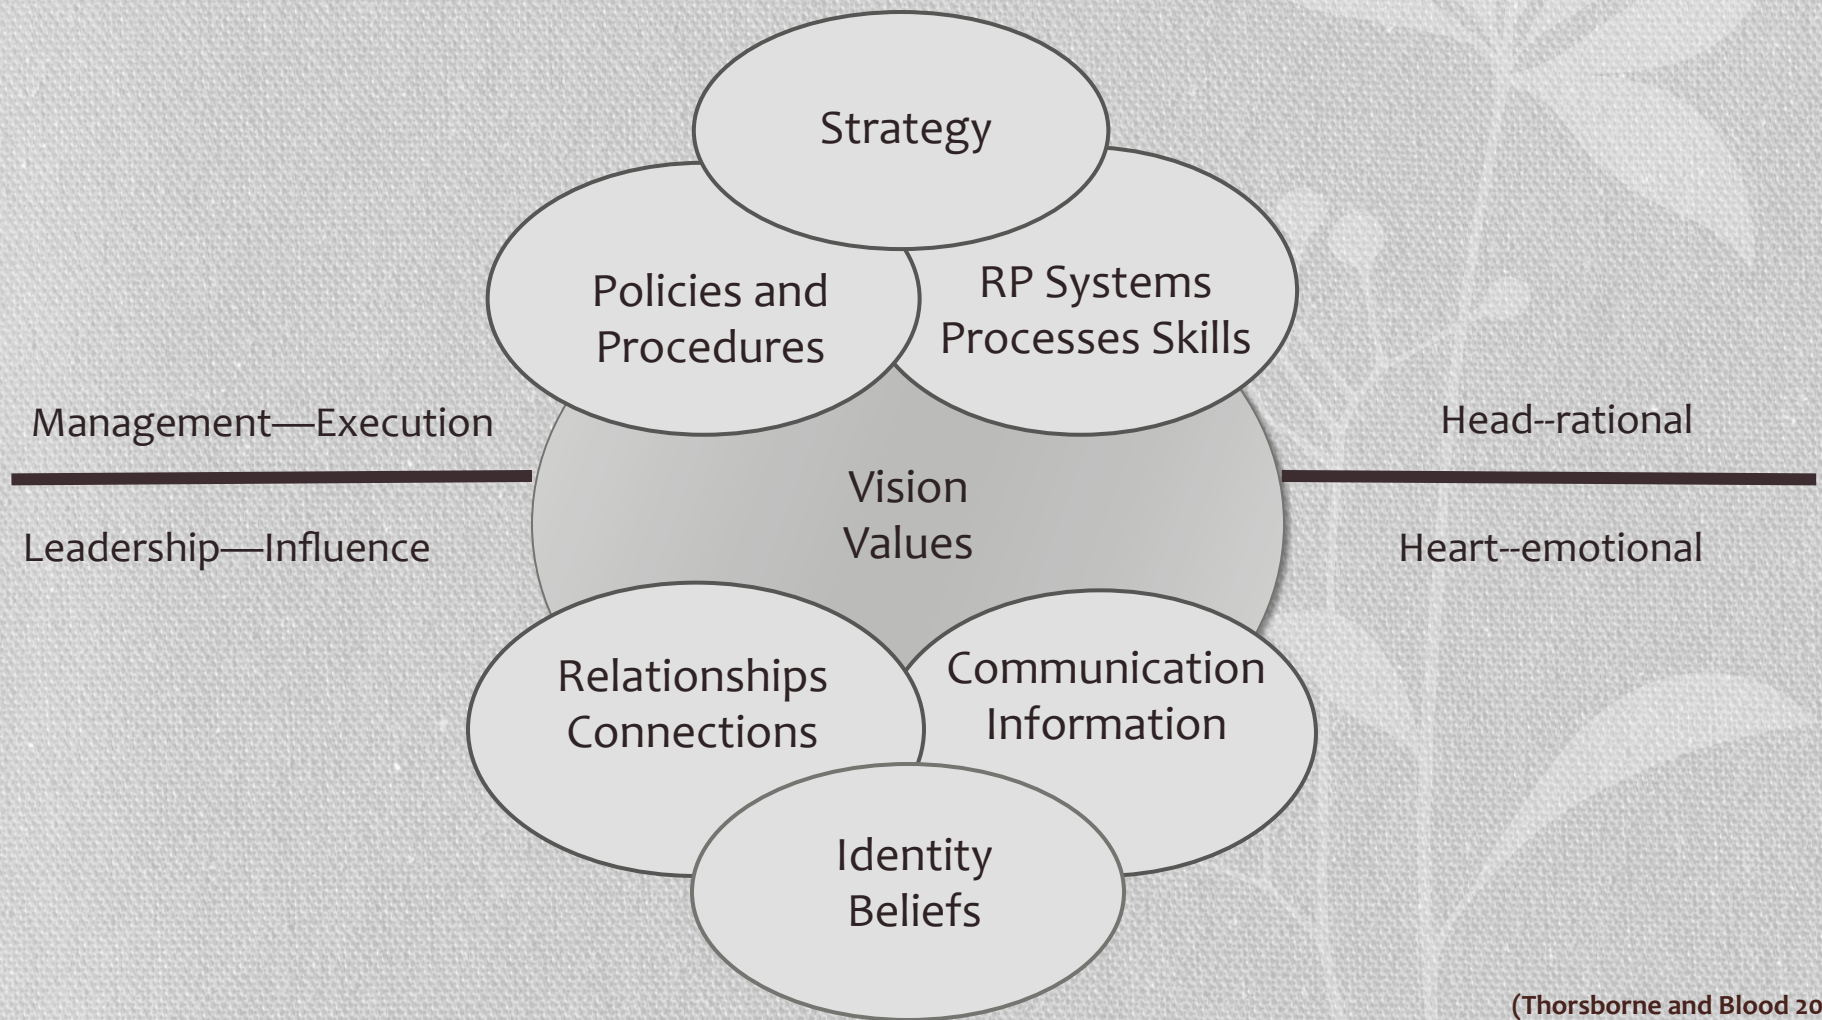 Strategy
Policies and
Procedures
RP Systems
Processes Skills
Management—Execution
Head--rational
Vision
Values
Leadership—Influence
Heart--emotional
Relationships
Connections
Communication
Information
Identity
Beliefs
(Thorsborne and Blood 20